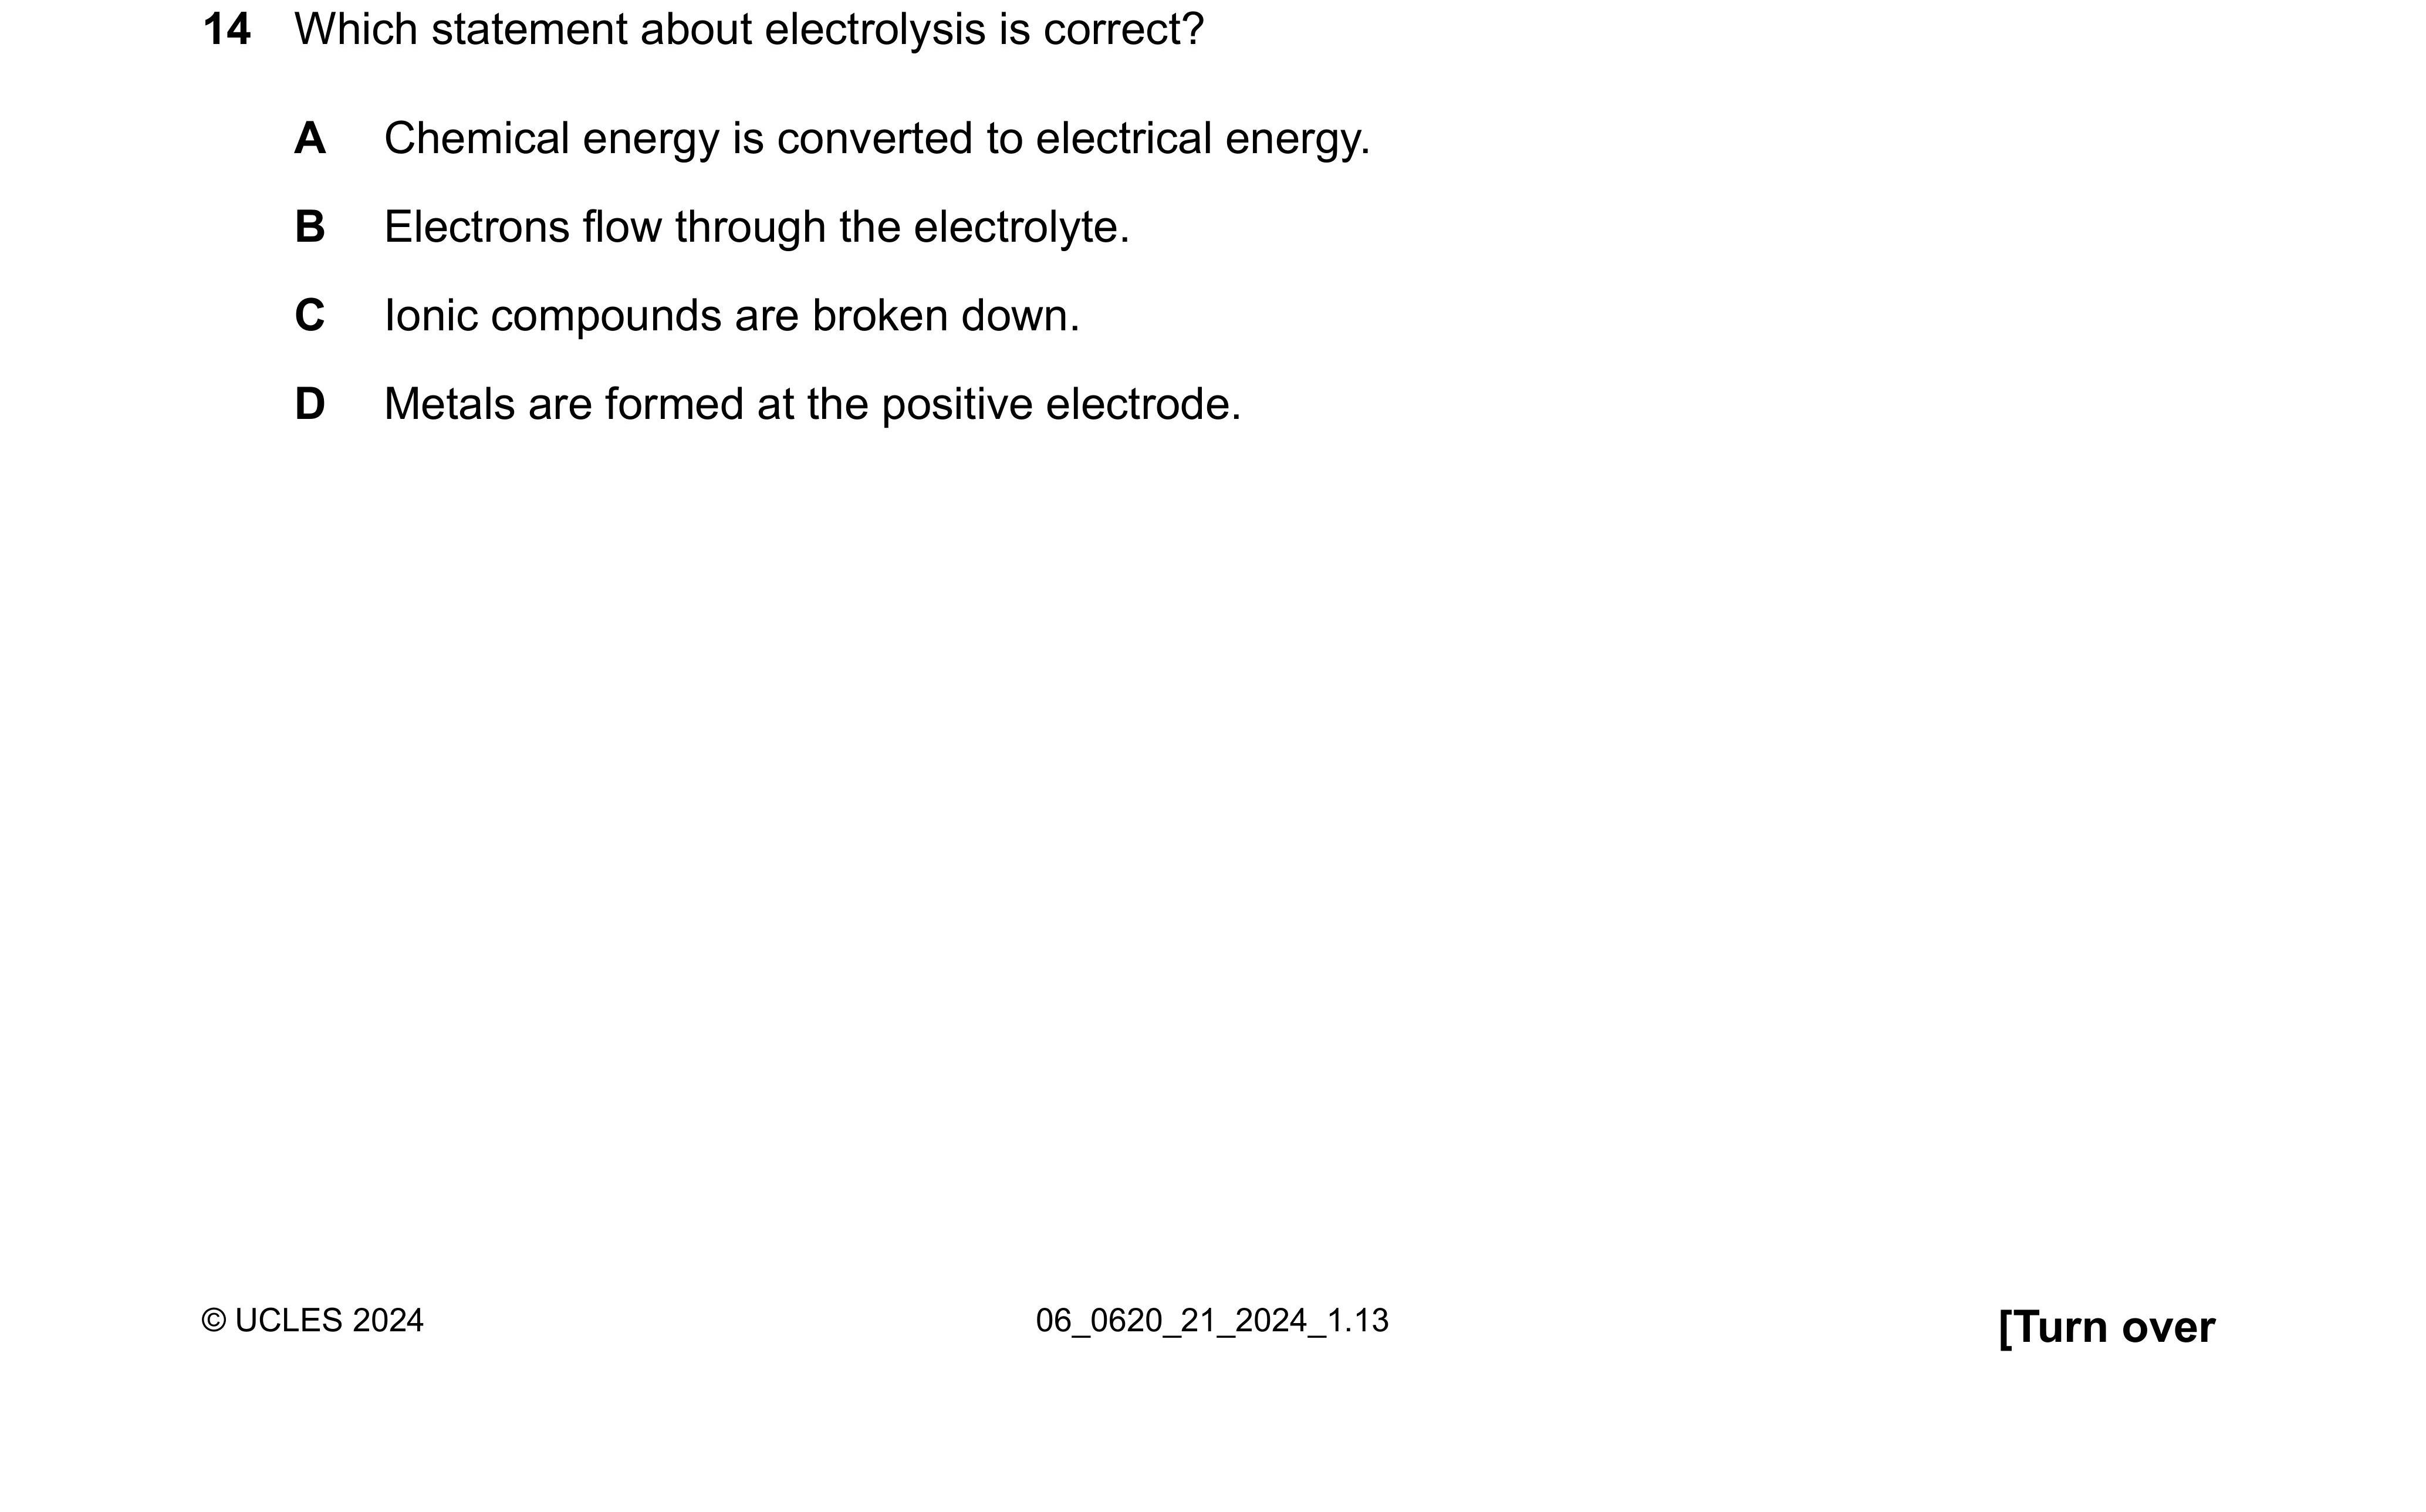 14 Which statement about electrolysis is correct?
A Chemical energy is converted to electrical energy.
B Electrons flow through the electrolyte.
C Ionic compounds are broken down.
D Metals are formed at the positive electrode.
© UCLES 2024 06_0620_21_2024_1.13 [Turn over